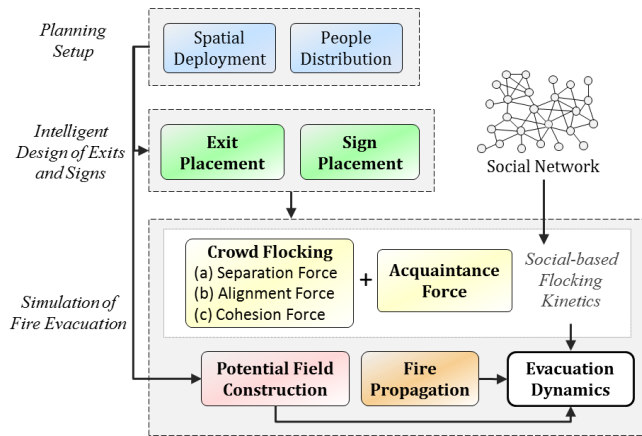 Planning
Setup
Spatial
Deployment
People
Distribution
Intelligent
Design of Exits
and Signs
Exit
Placement
Sign
Placement
Social Network
Simulation of
Fire Evacuation
Crowd Flocking
(a) Separation Force
(b) Alignment Force
(c) Cohesion Force
+
Acquaintance
Force
Social-based
Flocking
Kinetics
Potential Field
Construction
Fire
Propagation
Evacuation
Dynamics